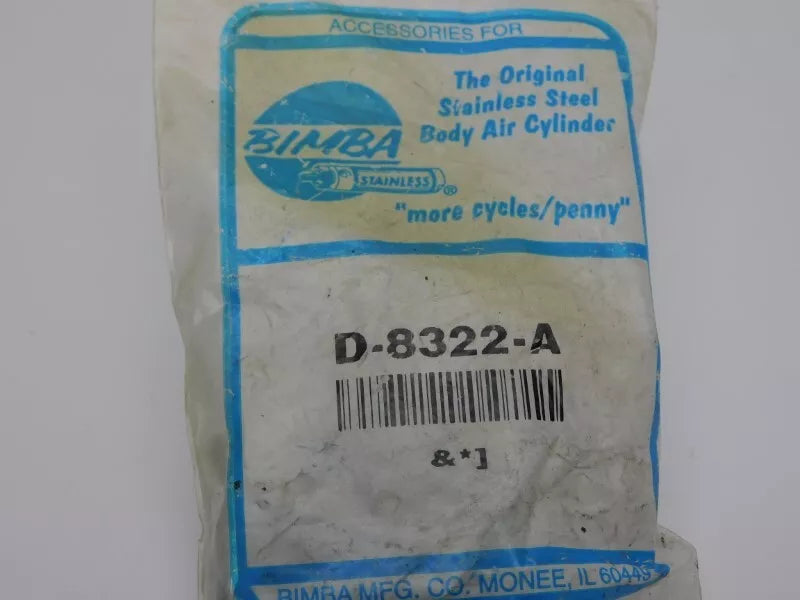 ACCESSORIES FOR
The Original
Stainless Steel
Body Air Cylinder
BIMBA
STAINLESS®
"more cycles/penny"
D-8322-A
&*]
BIMBA MFG. CO. MONEE, IL 60449